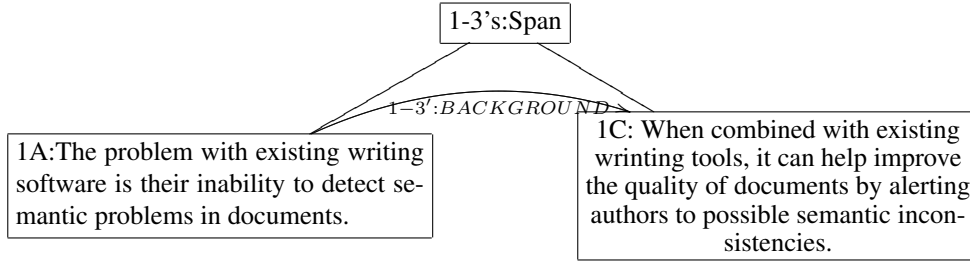 1-3's:Span
1−3′:BACKGROUND
1A:The problem with existing writing
software is their inability to detect se-
mantic problems in documents.
1C: When combined with existing
wrinting tools, it can help improve
the quality of documents by alerting
authors to possible semantic incon-
sistencies.